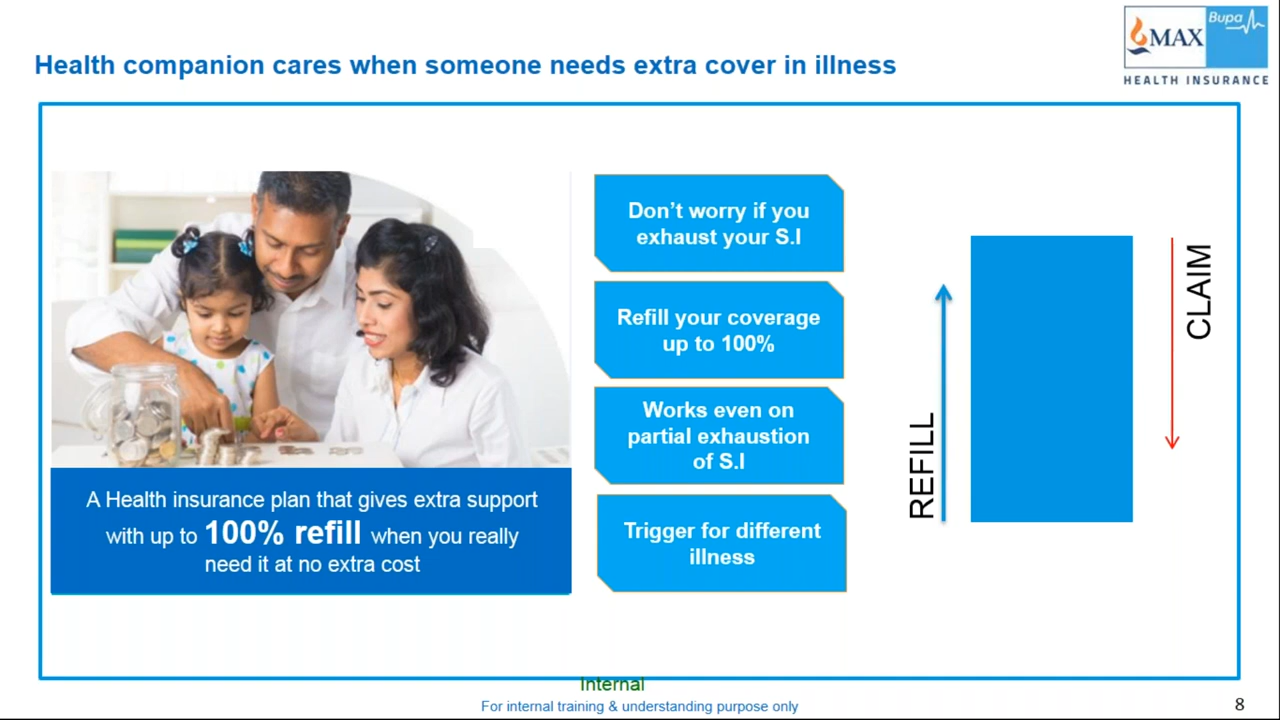 MAX
Bupa
HEALTH INSURANCE
Health companion cares when someone needs extra cover in illness
A Health insurance plan that gives extra support
with up to 100% refill when you really
need it at no extra cost
Don’t worry if you
exhaust your S.I
Refill your coverage
up to 100%
Works even on
partial exhaustion
of S.I
Trigger for different
illness
REFILL
CLAIM
Internal
For internal training & understanding purpose only
8